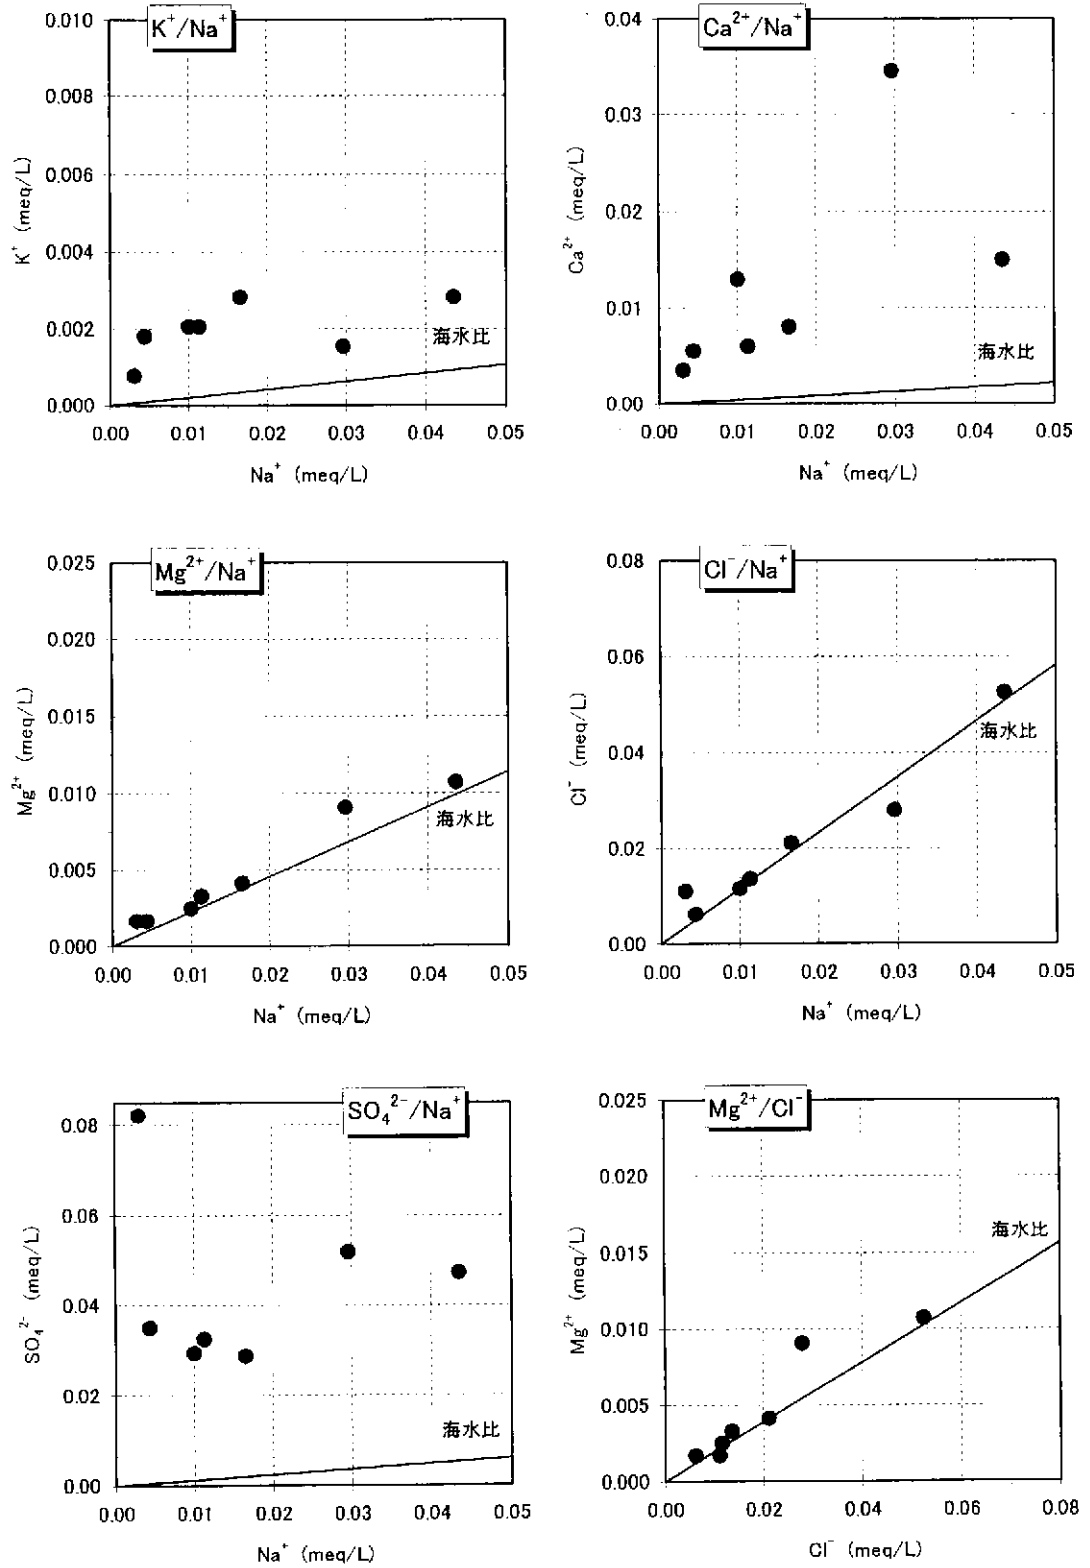 K⁺/Na⁺
0.010
0.008
0.006
0.004
0.002
0.000
K⁺ (meq/L)
海水比
0.00 0.01 0.02 0.03 0.04 0.05
Na⁺ (meq/L)
Ca²⁺/Na⁺
0.04
0.03
0.02
0.01
0.00
Ca²⁺ (meq/L)
海水比
0.00 0.01 0.02 0.03 0.04 0.05
Na⁺ (meq/L)
Mg²⁺/Na⁺
0.025
0.020
0.015
0.010
0.005
0.000
Mg²⁺ (meq/L)
海水比
0.00 0.01 0.02 0.03 0.04 0.05
Na⁺ (meq/L)
Cl⁻/Na⁺
0.08
0.06
0.04
0.02
0.00
Cl⁻ (meq/L)
海水比
0.00 0.01 0.02 0.03 0.04 0.05
Na⁺ (meq/L)
SO₄²⁻/Na⁺
0.08
0.06
0.04
0.02
0.00
SO₄²⁻ (meq/L)
海水比
0.00 0.01 0.02 0.03 0.04 0.05
Na⁺ (meq/L)
Mg²⁺/Cl⁻
0.025
0.020
0.015
0.010
0.005
0.000
Mg²⁺ (meq/L)
海水比
0.00 0.02 0.04 0.06 0.08
Cl⁻ (meq/L)